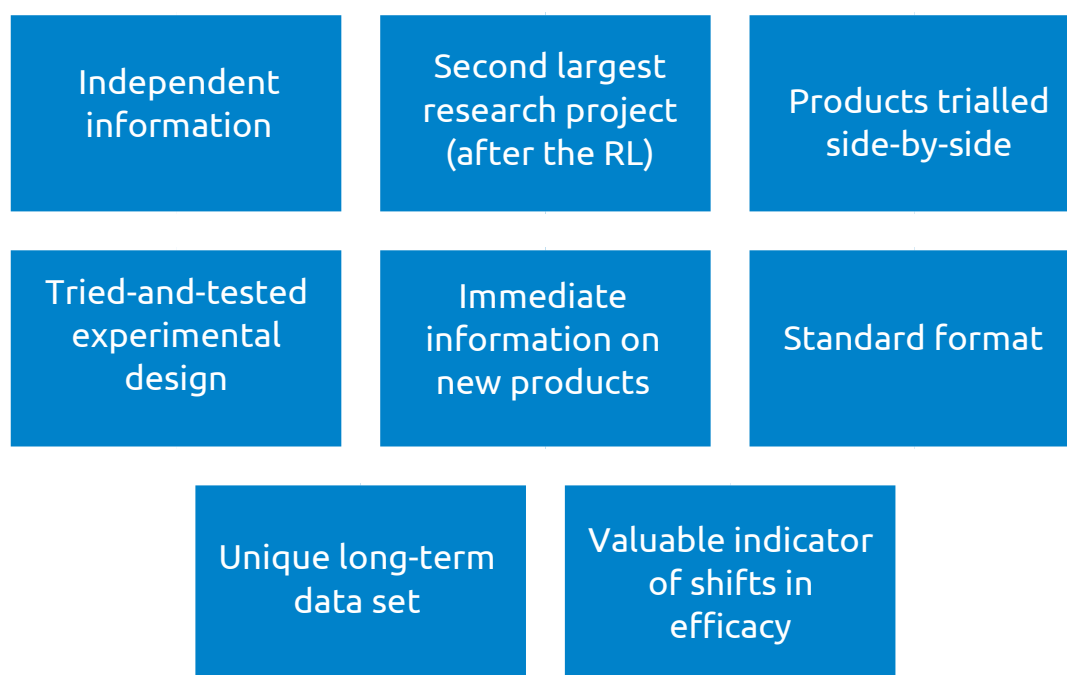 Independent
information
Second largest
research project
(after the RL)
Products trialled
side-by-side
Tried-and-tested
experimental
design
Immediate
information on
new products
Standard format
Unique long-term
data set
Valuable indicator
of shifts in
efficacy